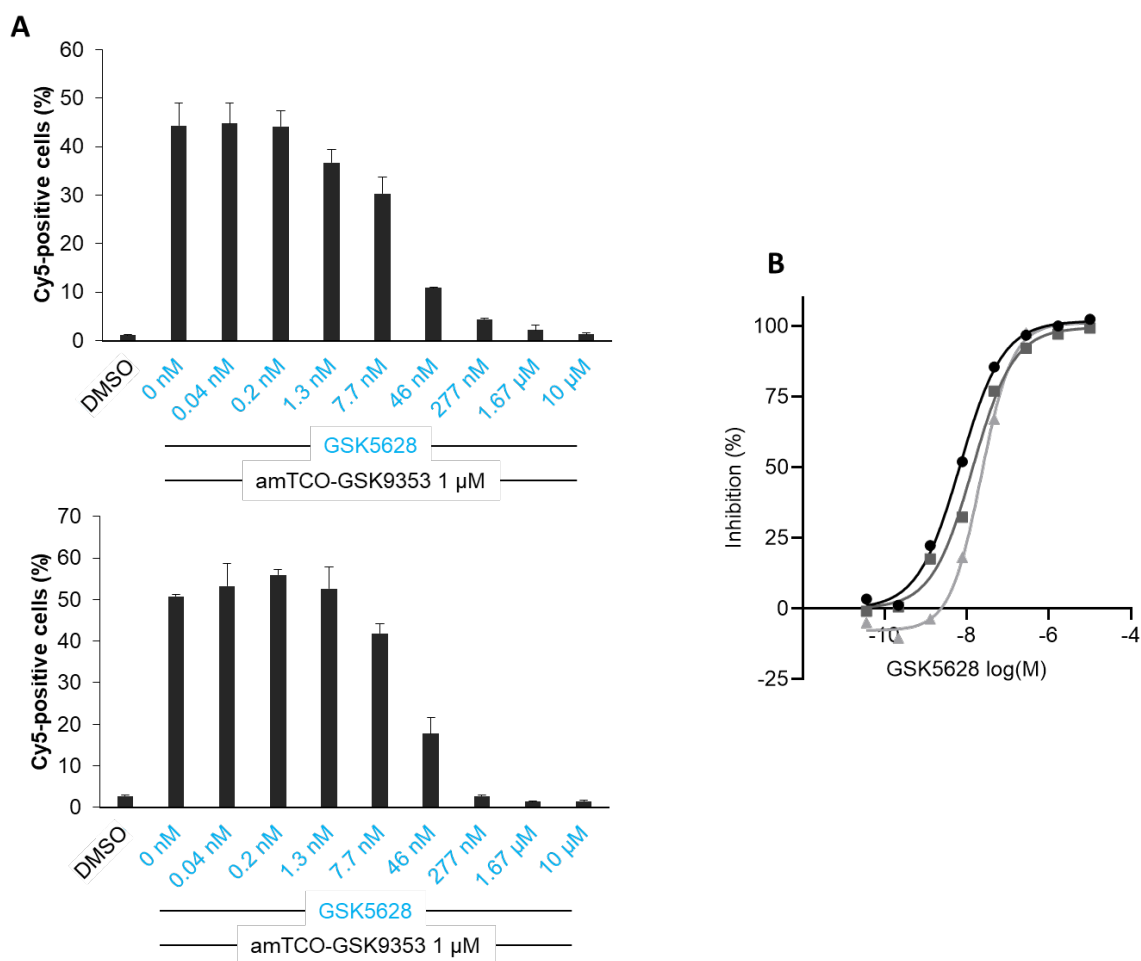 A
Cy5-positive cells (%)
60
50
40
30
20
10
0
DMSO
0 nM
0.04 nM
0.2 nM
1.3 nM
7.7 nM
46 nM
277 nM
1.67 µM
10 µM
GSK5628
amTCO-GSK9353 1 µM
Cy5-positive cells (%)
70
60
50
40
30
20
10
0
DMSO
0 nM
0.04 nM
0.2 nM
1.3 nM
7.7 nM
46 nM
277 nM
1.67 µM
10 µM
GSK5628
amTCO-GSK9353 1 µM
B
Inhibition (%)
100
75
50
25
0
-25
-10
-8
-6
-4
GSK5628 log(M)